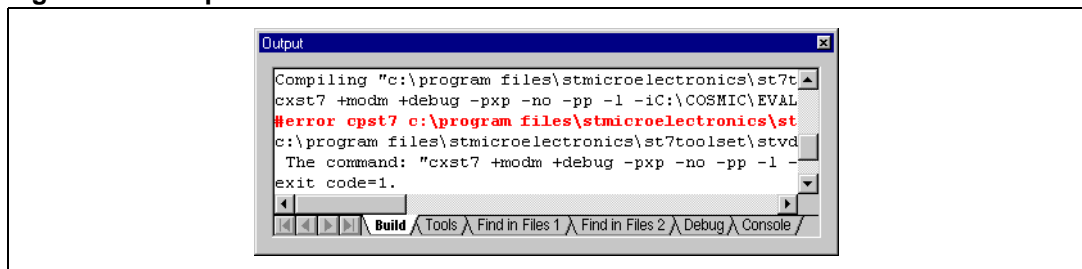 Output
Compiling "c:\program files\stmicroelectronics\st7t
cxst7 +modm +debug -pxp -no -pp -l -iC:\COSMIC\EVAL
#error cpst7 c:\program files\stmicroelectronics\st
c:\program files\stmicroelectronics\st7toolset\stvd
The command: "cxst7 +modm +debug -pxp -no -pp -l -
exit code=1.
Build Tools Find in Files 1 Find in Files 2 Debug Console